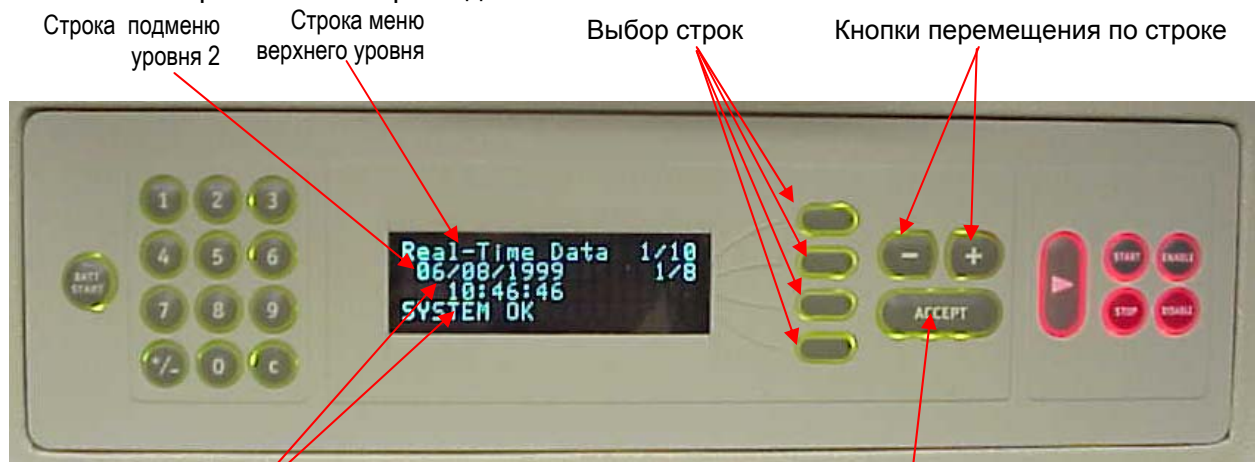 Строка подменю
уровня 2
Строка меню
верхнего уровня
Выбор строк
Кнопки перемещения по строке
BATT
START
1 2 3
4 5 6
7 8 9
+/- 0 C
Real-Time Data 1/10
06/08/1999 1/8
10:46:46
SYSTEM OK
- +
ACCEPT
START ENABLE
STOP DISABLE